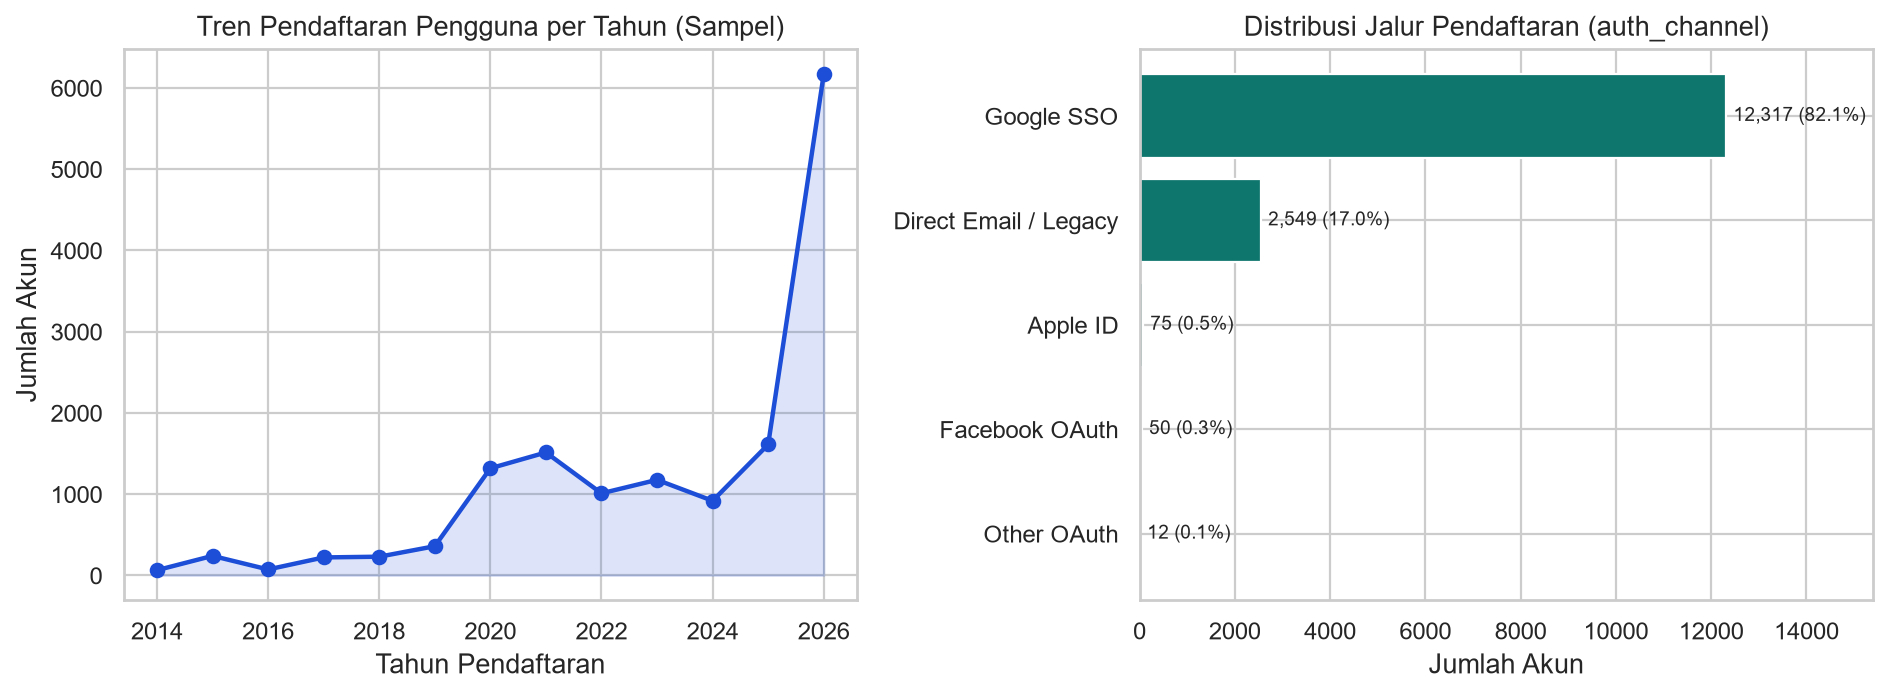 Tren Pendaftaran Pengguna per Tahun (Sampel)
Jumlah Akun
6000
5000
4000
3000
2000
1000
0
2014 2016 2018 2020 2022 2024 2026
Tahun Pendaftaran
Distribusi Jalur Pendaftaran (auth_channel)
Google SSO 12,317 (82.1%)
Direct Email / Legacy 2,549 (17.0%)
Apple ID 75 (0.5%)
Facebook OAuth 50 (0.3%)
Other OAuth 12 (0.1%)
0 2000 4000 6000 8000 10000 12000 14000
Jumlah Akun